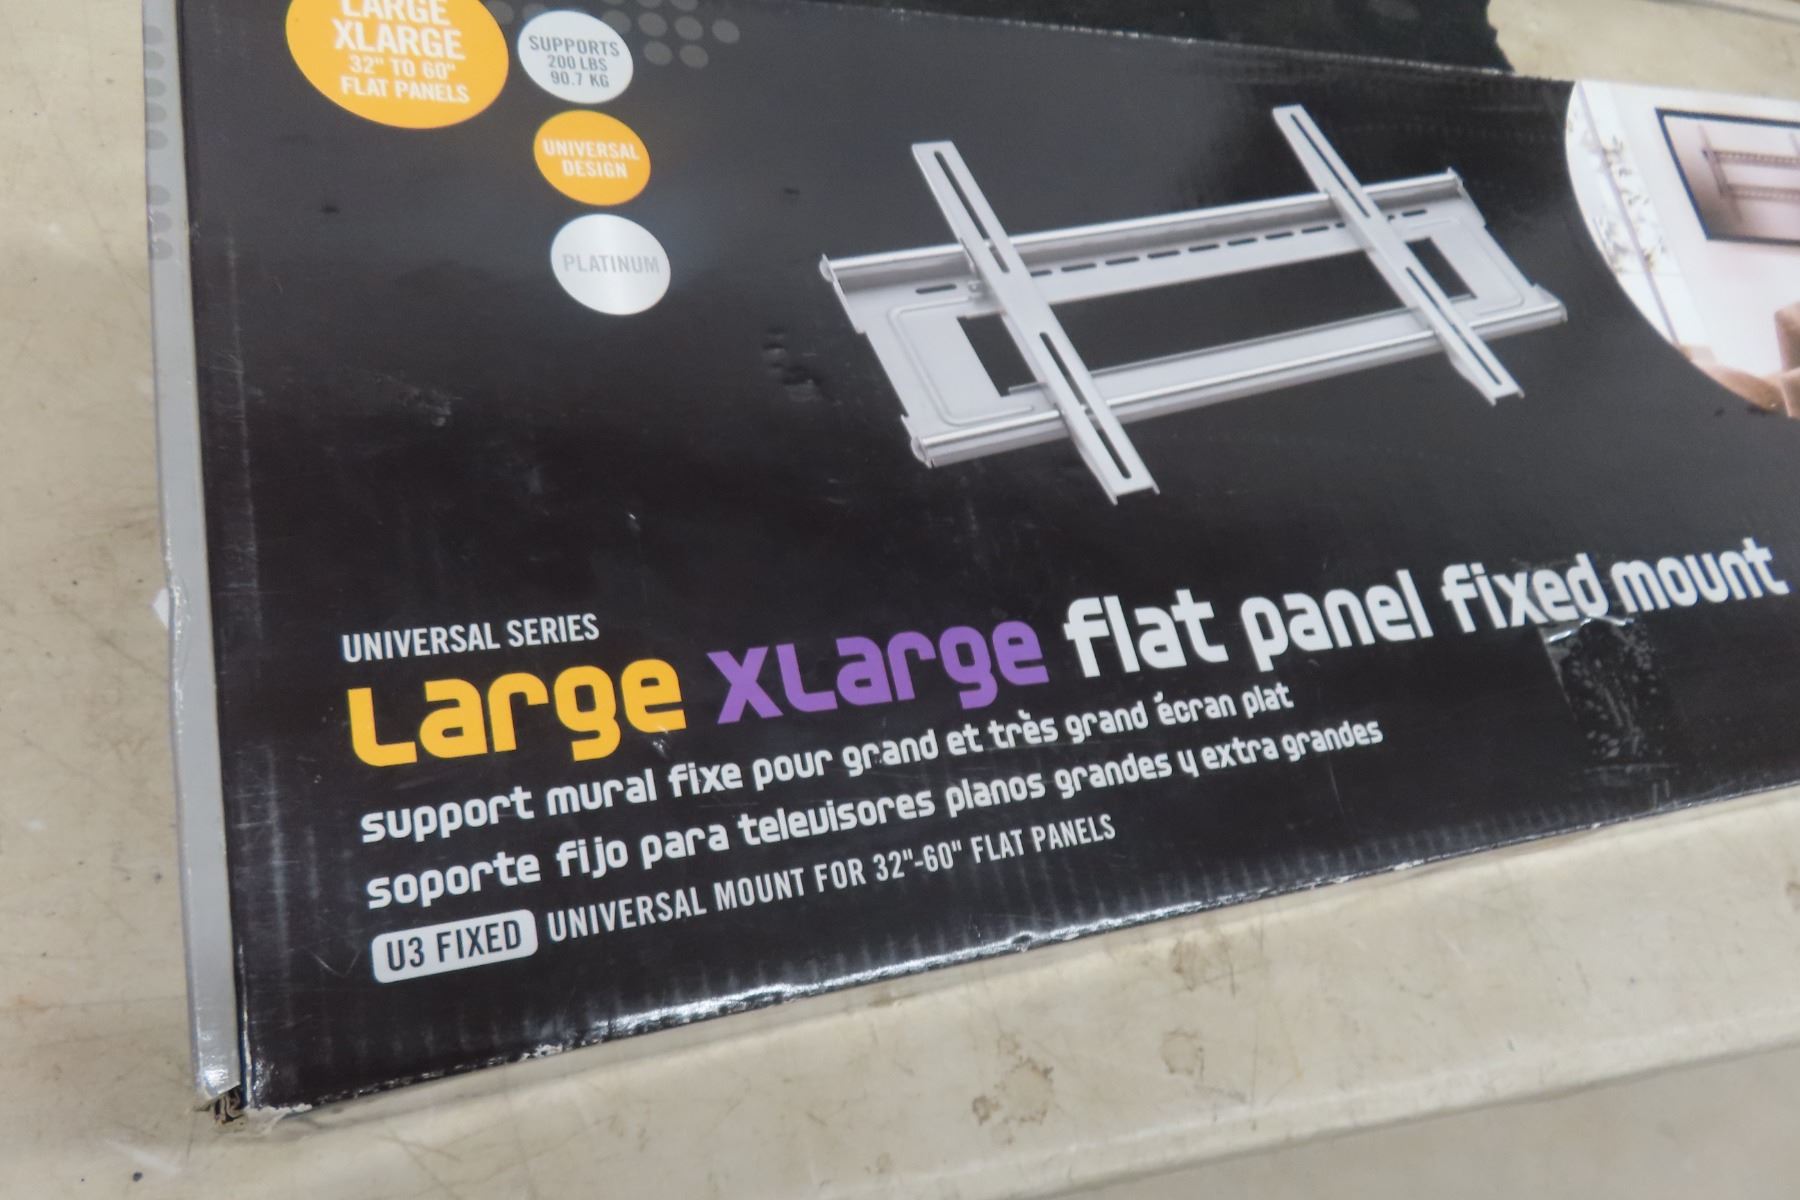 LARGE
XLARGE
32" TO 60"
FLAT PANELS
SUPPORTS
200 LBS
90.7 KG
UNIVERSAL
DESIGN
PLATINUM
UNIVERSAL SERIES
Large XLarge flat panel fixed mount
support mural fixe pour grand et très grand écran plat
soporte fijo para televisores planos grandes y extra grandes
U3 FIXED UNIVERSAL MOUNT FOR 32"-60" FLAT PANELS